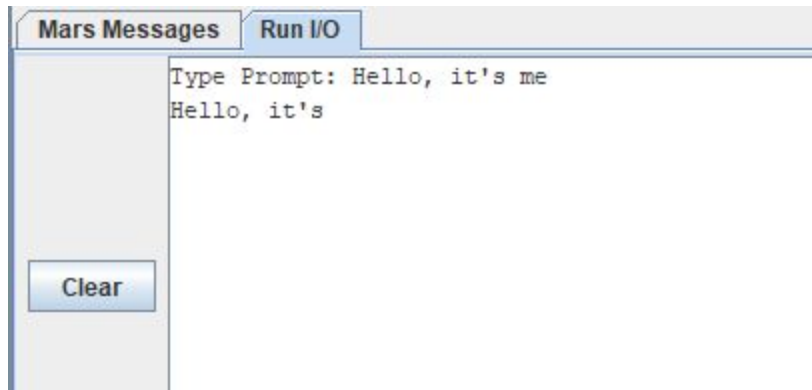 Mars Messages Run I/O
Type Prompt: Hello, it's me
Hello, it's
Clear